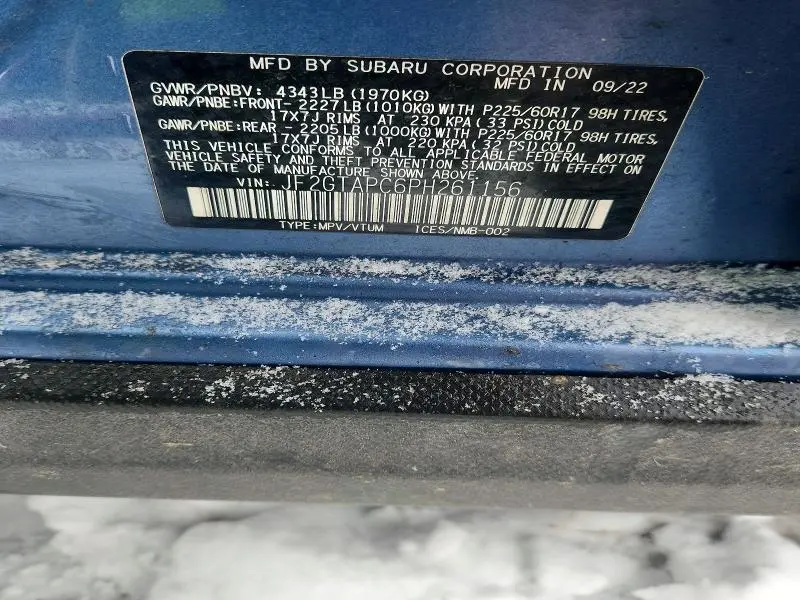 MFD BY SUBARU CORPORATION
GVWR/PNBV: 4343LB(1970KG) MFD IN 09/22
GAWR/PNBE:FRONT- 2227LB(1010KG)WITH P225/60R17 98H TIRES,
17X7J RIMS AT 230 KPA(33 PSI)COLD
GAWR/PNBE:REAR - 2205LB(1000KG)WITH P225/60R17 98H TIRES,
17X7J RIMS AT 220 KPA(32 PSI)COLD
THIS VEHICLE CONFORMS TO ALL APPLICABLE FEDERAL MOTOR
VEHICLE SAFETY AND THEFT PREVENTION STANDARDS IN EFFECT ON
THE DATE OF MANUFACTURE SHOWN ABOVE.
VIN: JF2GTAPC6PH261156
TYPE:MPV/VTUM ICES/NMB-002